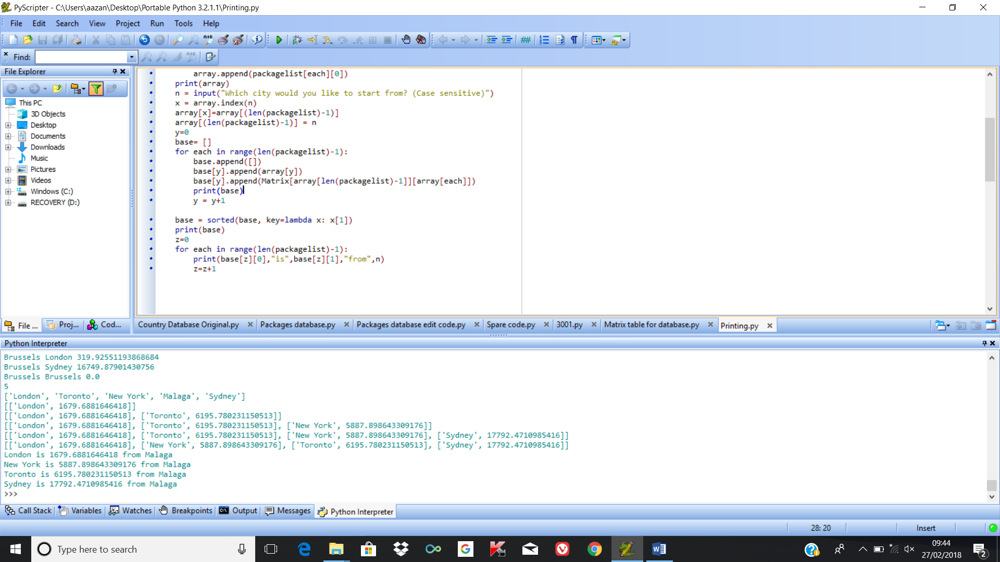 PyScripter - C:\Users\aazan\Desktop\Portable Python 3.2.1.1\Printing.py
File Edit Search View Project Run Tools Help
Find:
File Explorer
This PC
3D Objects
Desktop
Documents
Downloads
Music
Pictures
Videos
Windows (C:)
RECOVERY (D:)
File ... Proj... Cod...
array.append(packagelist[each][0])
print(array)
n = input("Which city would you like to start from? (Case sensitive)")
x = array.index(n)
array[x]=array[(len(packagelist)-1)]
array[(len(packagelist)-1)] = n
y=0
base= []
for each in range(len(packagelist)-1):
base.append([])
base[y].append(array[y])
base[y].append(Matrix[array[len(packagelist)-1]][array[each]])
print(base)
y = y+1
base = sorted(base, key=lambda x: x[1])
print(base)
z=0
for each in range(len(packagelist)-1):
print(base[z][0],"is",base[z][1],"from",n)
z=z+1
Country Database Original.py Packages database.py Packages database edit code.py Spare code.py 3001.py Matrix table for database.py Printing.py
Python Interpreter
Brussels London 319.92551193868684
Brussels Sydney 16749.87901430756
Brussels Brussels 0.0
5
['London', 'Toronto', 'New York', 'Malaga', 'Sydney']
[['London', 1679.6881646418]]
[['London', 1679.6881646418], ['Toronto', 6195.780231150513]]
[['London', 1679.6881646418], ['Toronto', 6195.780231150513], ['New York', 5887.898643309176]]
[['London', 1679.6881646418], ['Toronto', 6195.780231150513], ['New York', 5887.898643309176], ['Sydney', 17792.4710985416]]
[['London', 1679.6881646418], ['New York', 5887.898643309176], ['Toronto', 6195.780231150513], ['Sydney', 17792.4710985416]]
London is 1679.6881646418 from Malaga
New York is 5887.898643309176 from Malaga
Toronto is 6195.780231150513 from Malaga
Sydney is 17792.4710985416 from Malaga
>>>
Call Stack Variables Watches Breakpoints Output Messages Python Interpreter
28: 20 Insert
Type here to search
09:44
27/02/2018
2